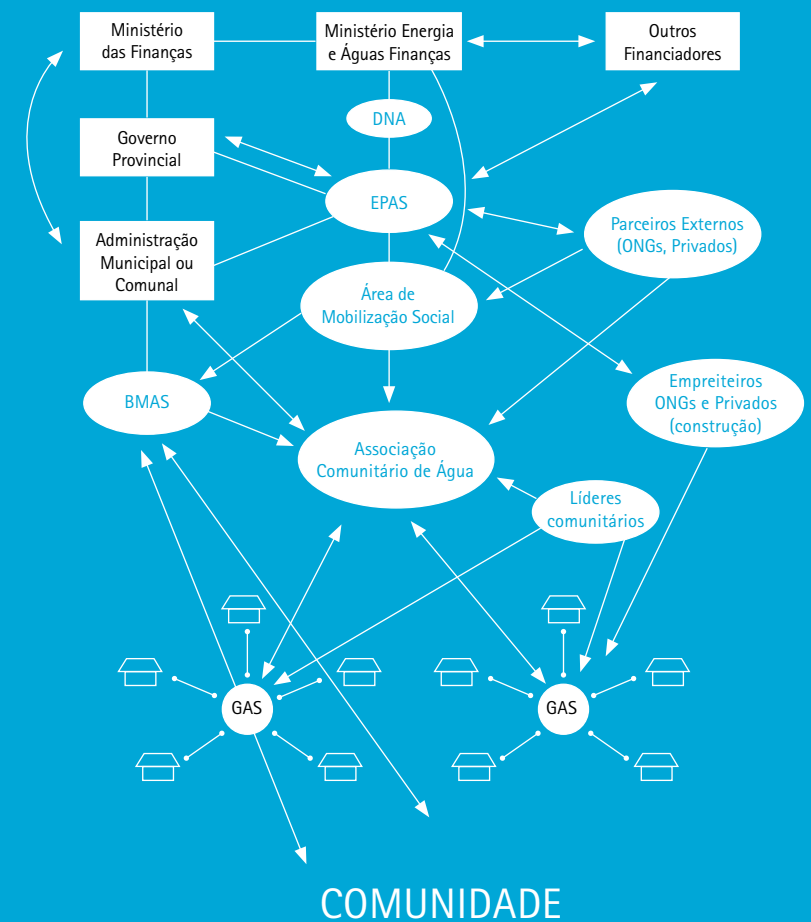 Ministério
das Finanças
Ministério Energia
e Águas Finanças
Outros
Financiadores
DNA
Governo
Provincial
EPAS
Parceiros Externos
(ONGs, Privados)
Administração
Municipal ou
Comunal
Área de
Mobilização Social
BMAS
Empreiteiros
ONGs e Privados
(construção)
Associação
Comunitário de Água
Líderes
comunitários
GAS
GAS
COMUNIDADE